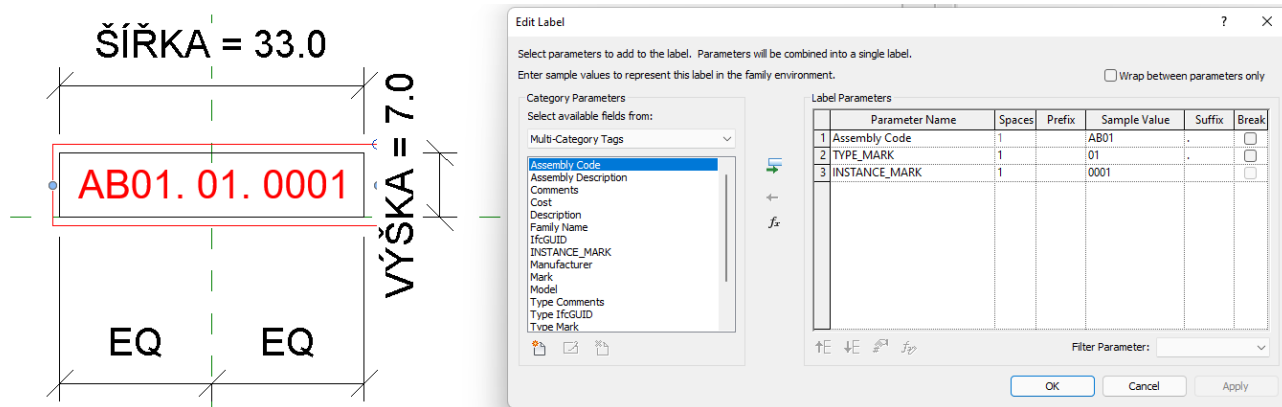 ŠÍŘKA = 33.0
VÝŠKA = 7.0
AB01. 01. 0001
EQ
EQ
Edit Label
? ×
Select parameters to add to the label. Parameters will be combined into a single label.
Enter sample values to represent this label in the family environment.
Wrap between parameters only
Category Parameters
Select available fields from:
Multi-Category Tags
Assembly Code
Assembly Description
Comments
Cost
Description
Family Name
IfcGUID
INSTANCE_MARK
Manufacturer
Mark
Model
Type Comments
Type IfcGUID
Type Mark
fx
Label Parameters
Parameter Name Spaces Prefix Sample Value Suffix Break
1 Assembly Code 1 AB01 .
2 TYPE_MARK 1 01 .
3 INSTANCE_MARK 1 0001
Filter Parameter:
OK Cancel Apply